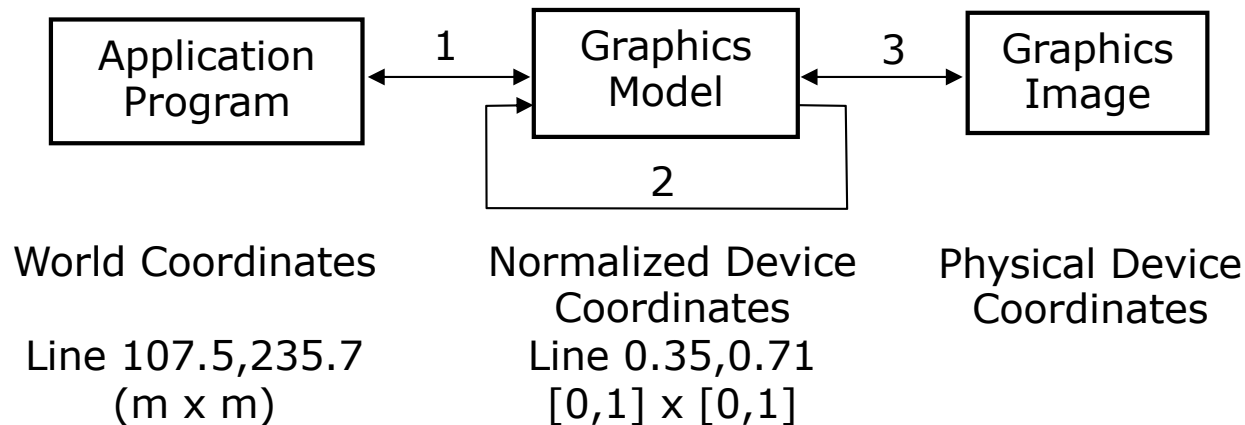 Application
Program
1
Graphics
Model
3
Graphics
Image
2
World Coordinates
Line 107.5,235.7
(m x m)
Normalized Device
Coordinates
Line 0.35,0.71
[0,1] x [0,1]
Physical Device
Coordinates